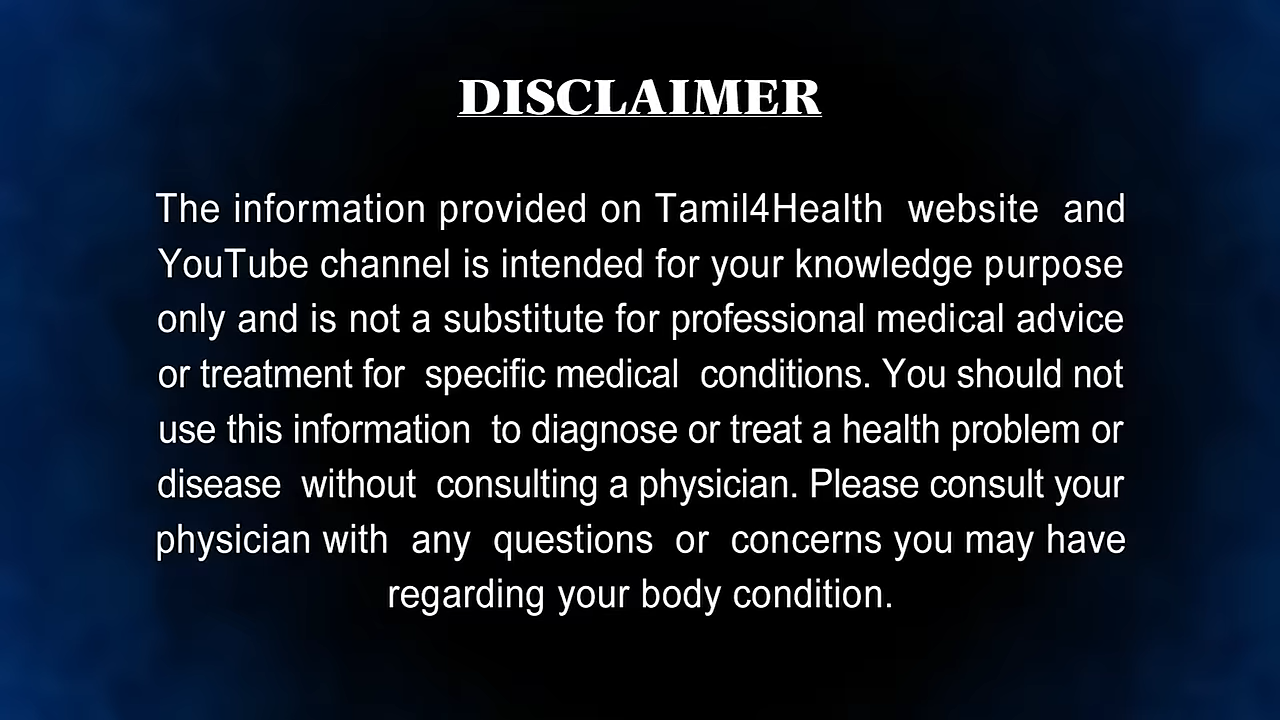 DISCLAIMER
The information provided on Tamil4Health website and
YouTube channel is intended for your knowledge purpose
only and is not a substitute for professional medical advice
or treatment for specific medical conditions. You should not
use this information to diagnose or treat a health problem or
disease without consulting a physician. Please consult your
physician with any questions or concerns you may have
regarding your body condition.